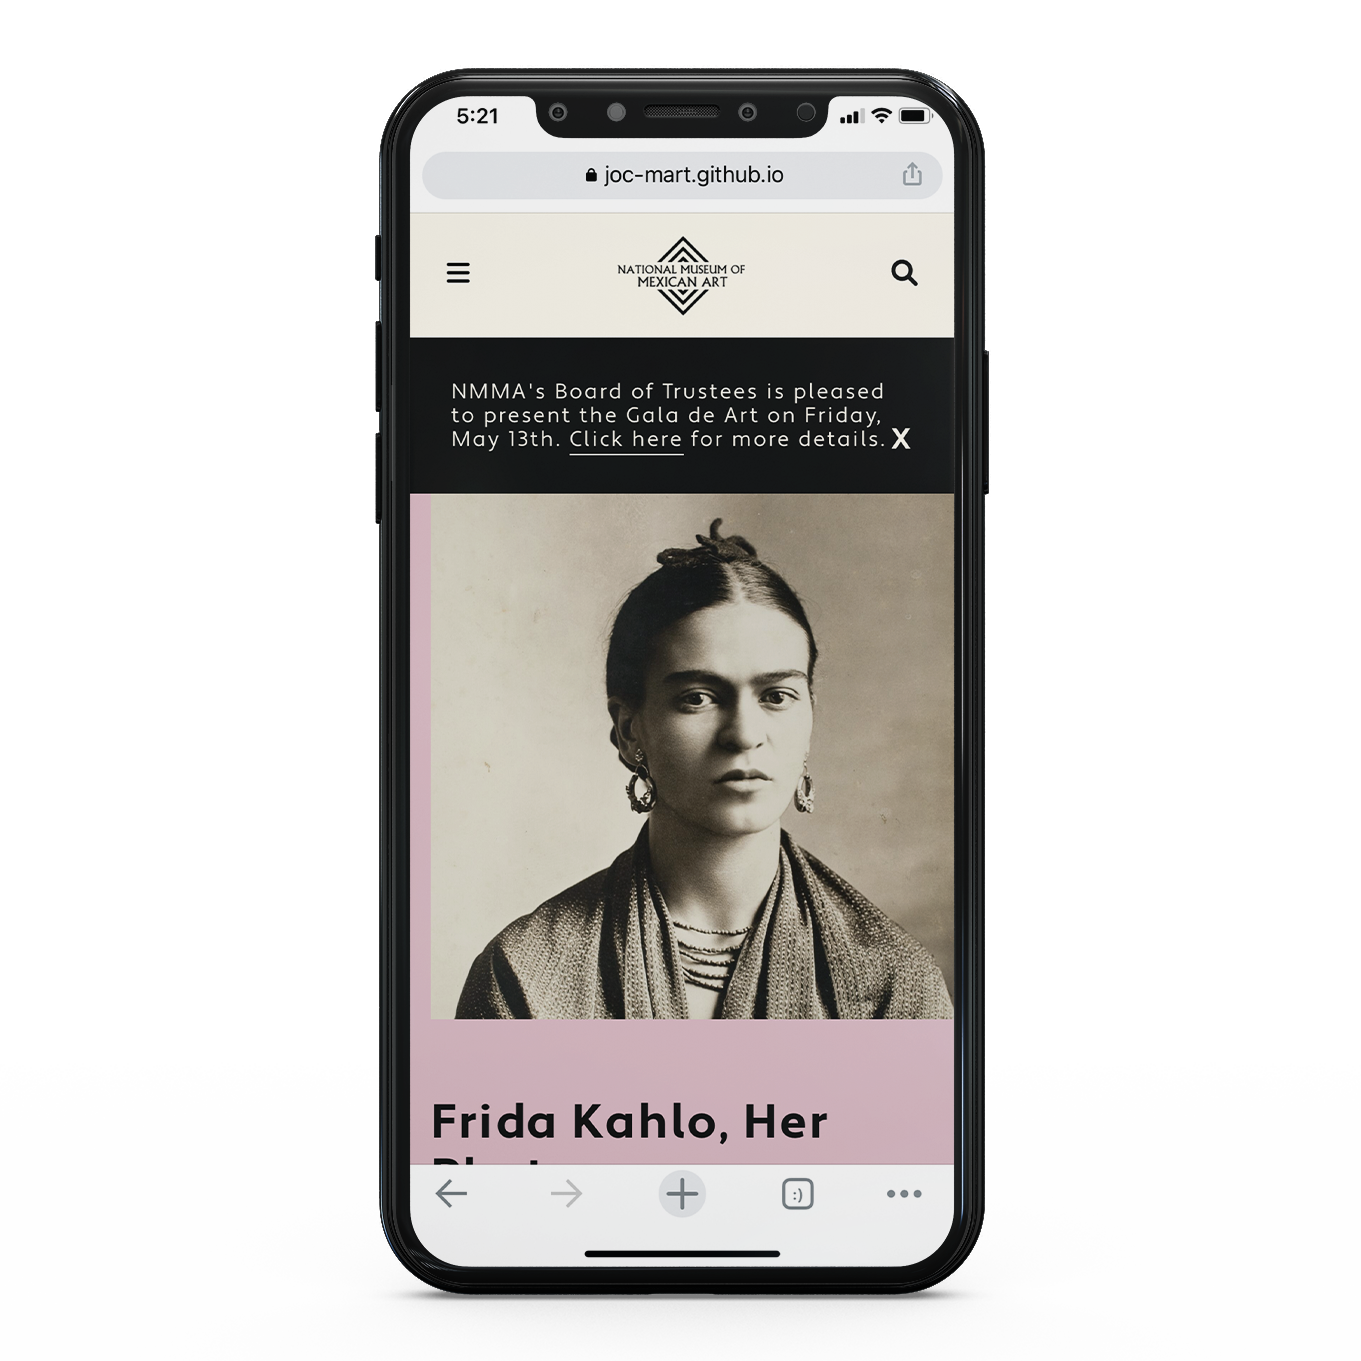 5:21
joc-mart.github.io
NATIONAL MUSEUM OF
MEXICAN ART
NMMA's Board of Trustees is pleased
to present the Gala de Art on Friday,
May 13th. Click here for more details. X
Frida Kahlo, Her
:)